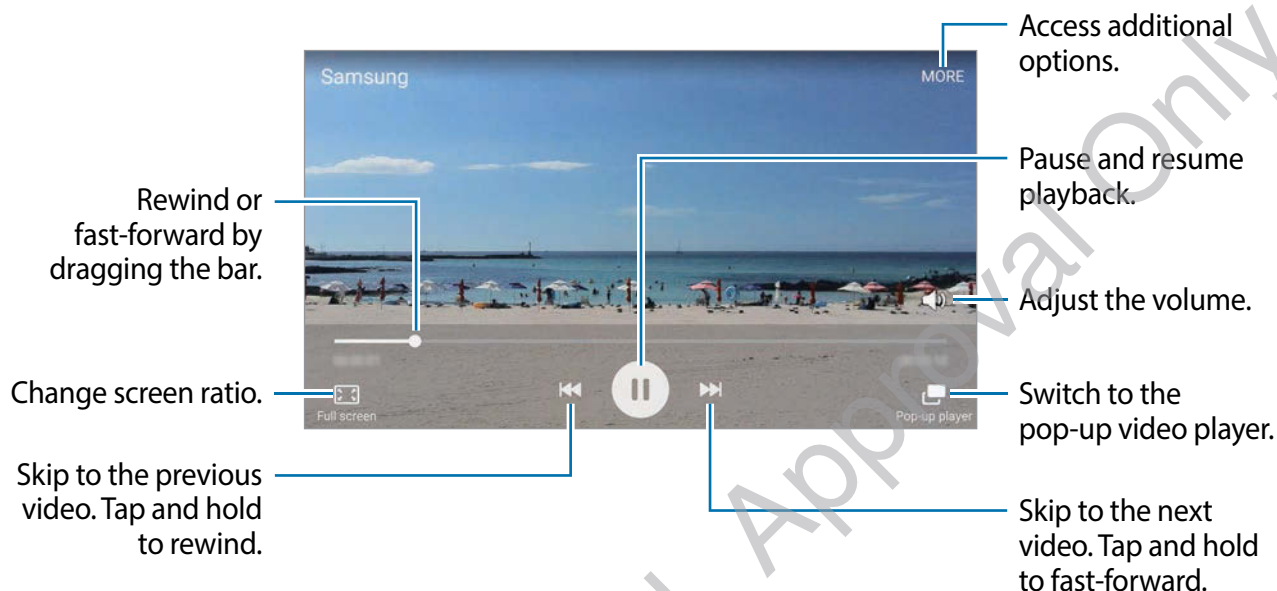 Access additional
options.
Samsung
MORE
Pause and resume
playback.
Rewind or
fast-forward by
dragging the bar.
Adjust the volume.
Change screen ratio.
Full screen
Pop-up player
Switch to the
pop-up video player.
Skip to the previous
video. Tap and hold
to rewind.
Skip to the next
video. Tap and hold
to fast-forward.
Approval Only